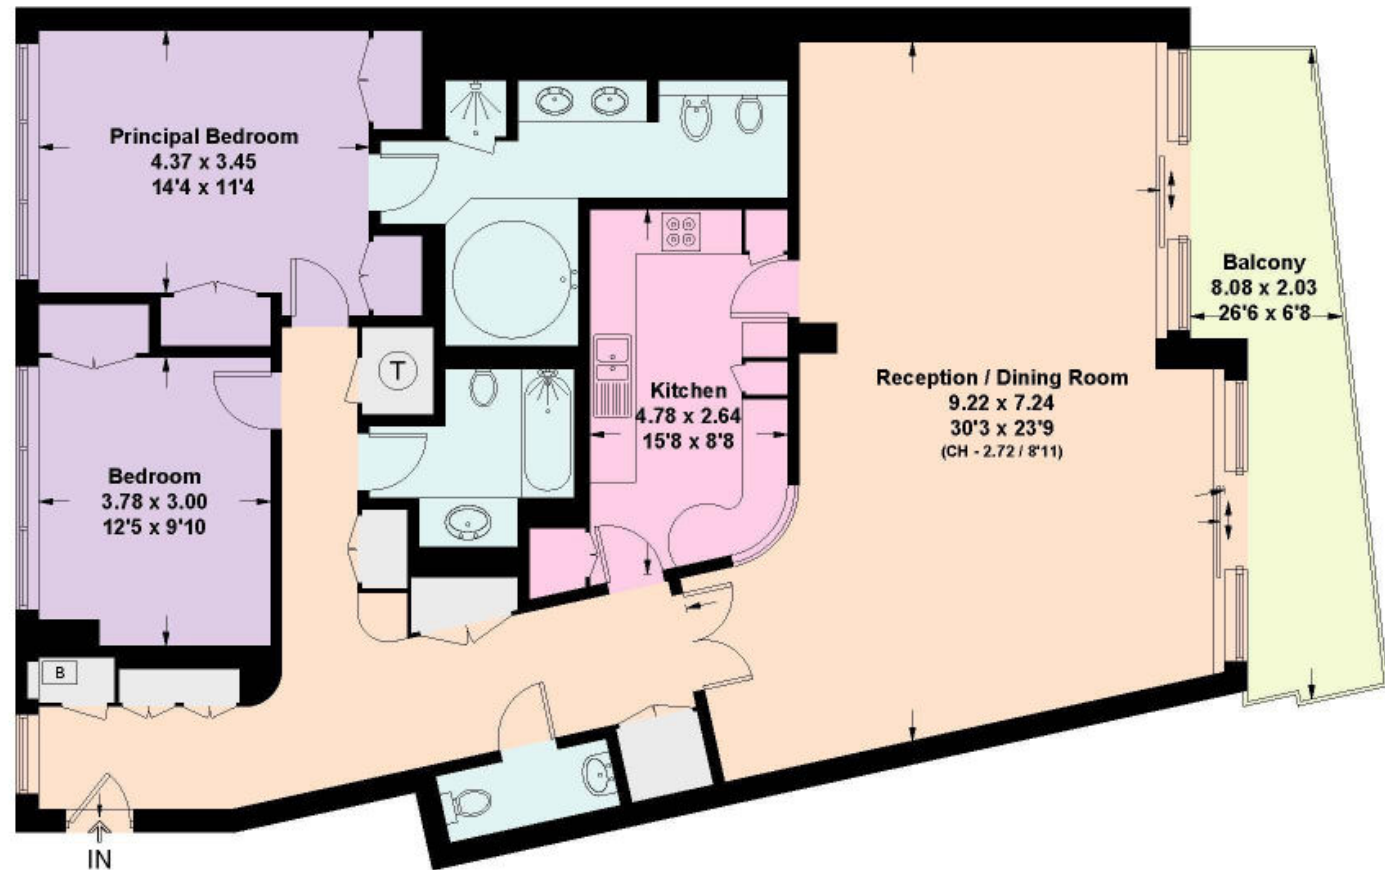 Principal Bedroom
4.37 x 3.45
14'4 x 11'4
Balcony
8.08 x 2.03
26'6 x 6'8
T
Kitchen
4.78 x 2.64
15'8 x 8'8
Reception / Dining Room
9.22 x 7.24
30'3 x 23'9
(CH - 2.72 / 8'11)
Bedroom
3.78 x 3.00
12'5 x 9'10
B
IN